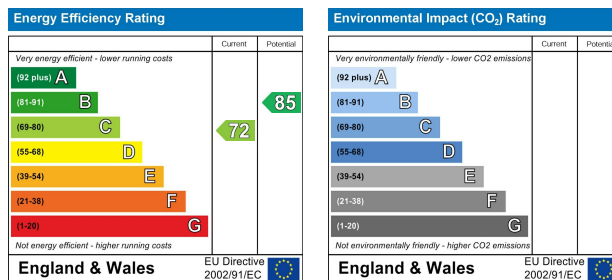 Energy Efficiency Rating
Current Potential
Very energy efficient - lower running costs
(92 plus) A
(81-91) B
85
(69-80) C
72
(55-68) D
(39-54) E
(21-38) F
(1-20) G
Not energy efficient - higher running costs
England & Wales
EU Directive
2002/91/EC
Environmental Impact (CO₂) Rating
Current Potential
Very environmentally friendly - lower CO2 emissions
(92 plus) A
(81-91) B
(69-80) C
(55-68) D
(39-54) E
(21-38) F
(1-20) G
Not environmentally friendly - higher CO2 emissions
England & Wales
EU Directive
2002/91/EC